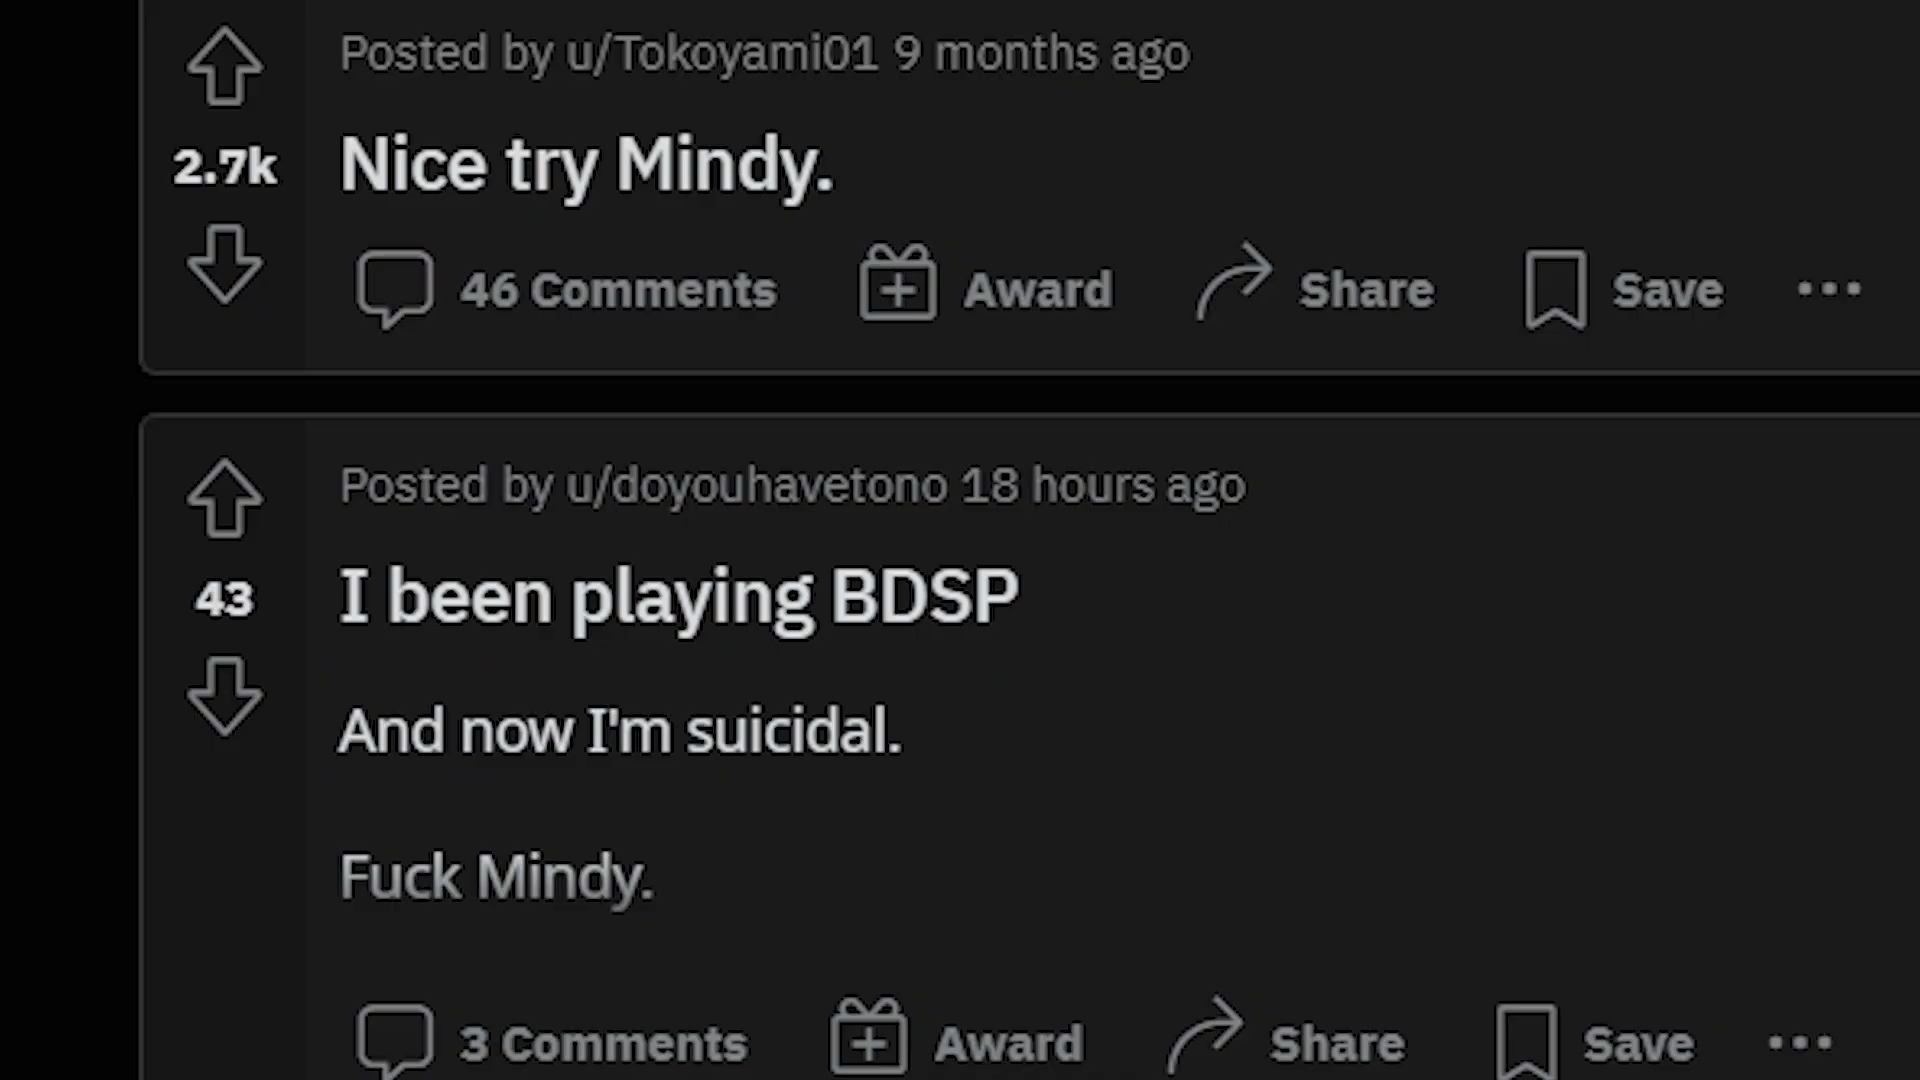 Posted by u/Tokoyami01 9 months ago
2.7k
Nice try Mindy.
46 Comments Award Share Save
Posted by u/doyouhavetono 18 hours ago
43
I been playing BDSP
And now I'm suicidal.
Fuck Mindy.
3 Comments Award Share Save